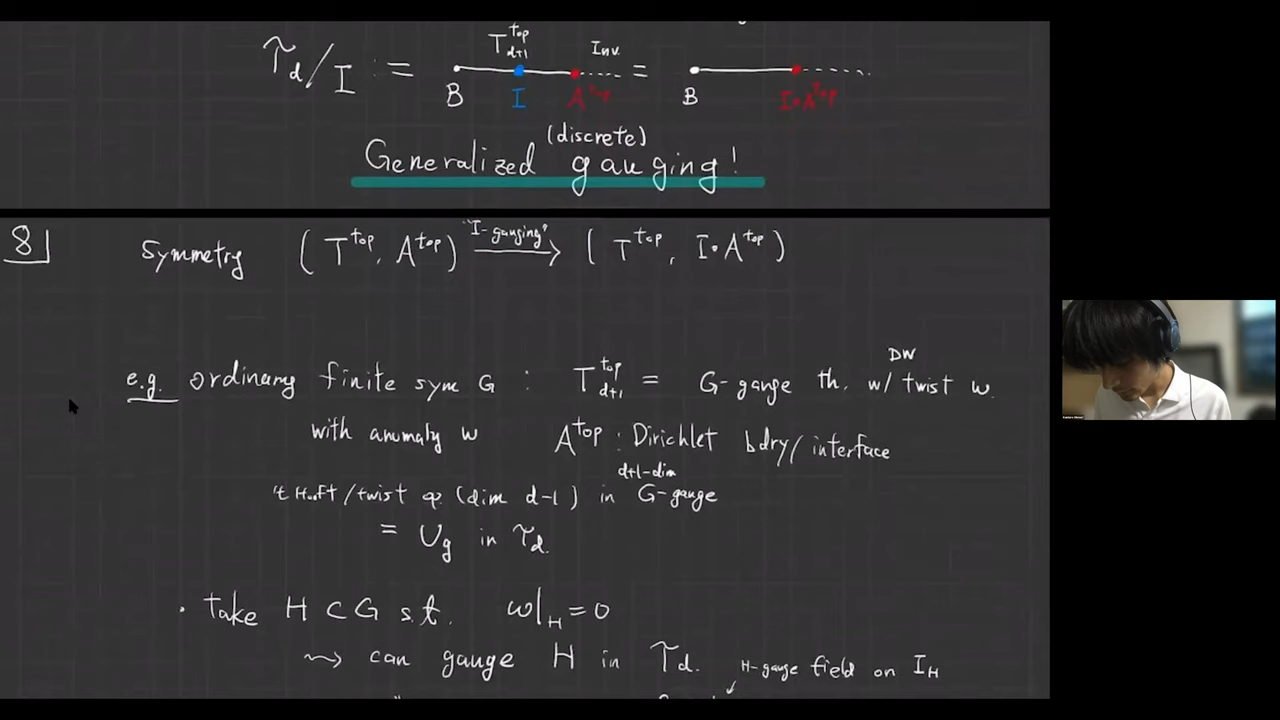 T^top_{d+1} Inv.
𝒯_d/I := =
B I A^top B I∘A^top
(discrete)
Generalized gauging!
8
"I-gauging"
Symmetry (T^top, A^top) ⟶ (T^top, I∘A^top)
DW
e.g. ordinary finite sym G : T^top_{d+1} = G-gauge th. w/ twist ω.
with anomaly ω A^top : Dirichlet bdry/interface
d+1-dim
't Hooft/twist op. (dim d-1) in G-gauge
= U_g in 𝒯_d.
· Take H ⊂ G s.t. ω|_H = 0
⇝ can gauge H in 𝒯_d. H-gauge field on I_H